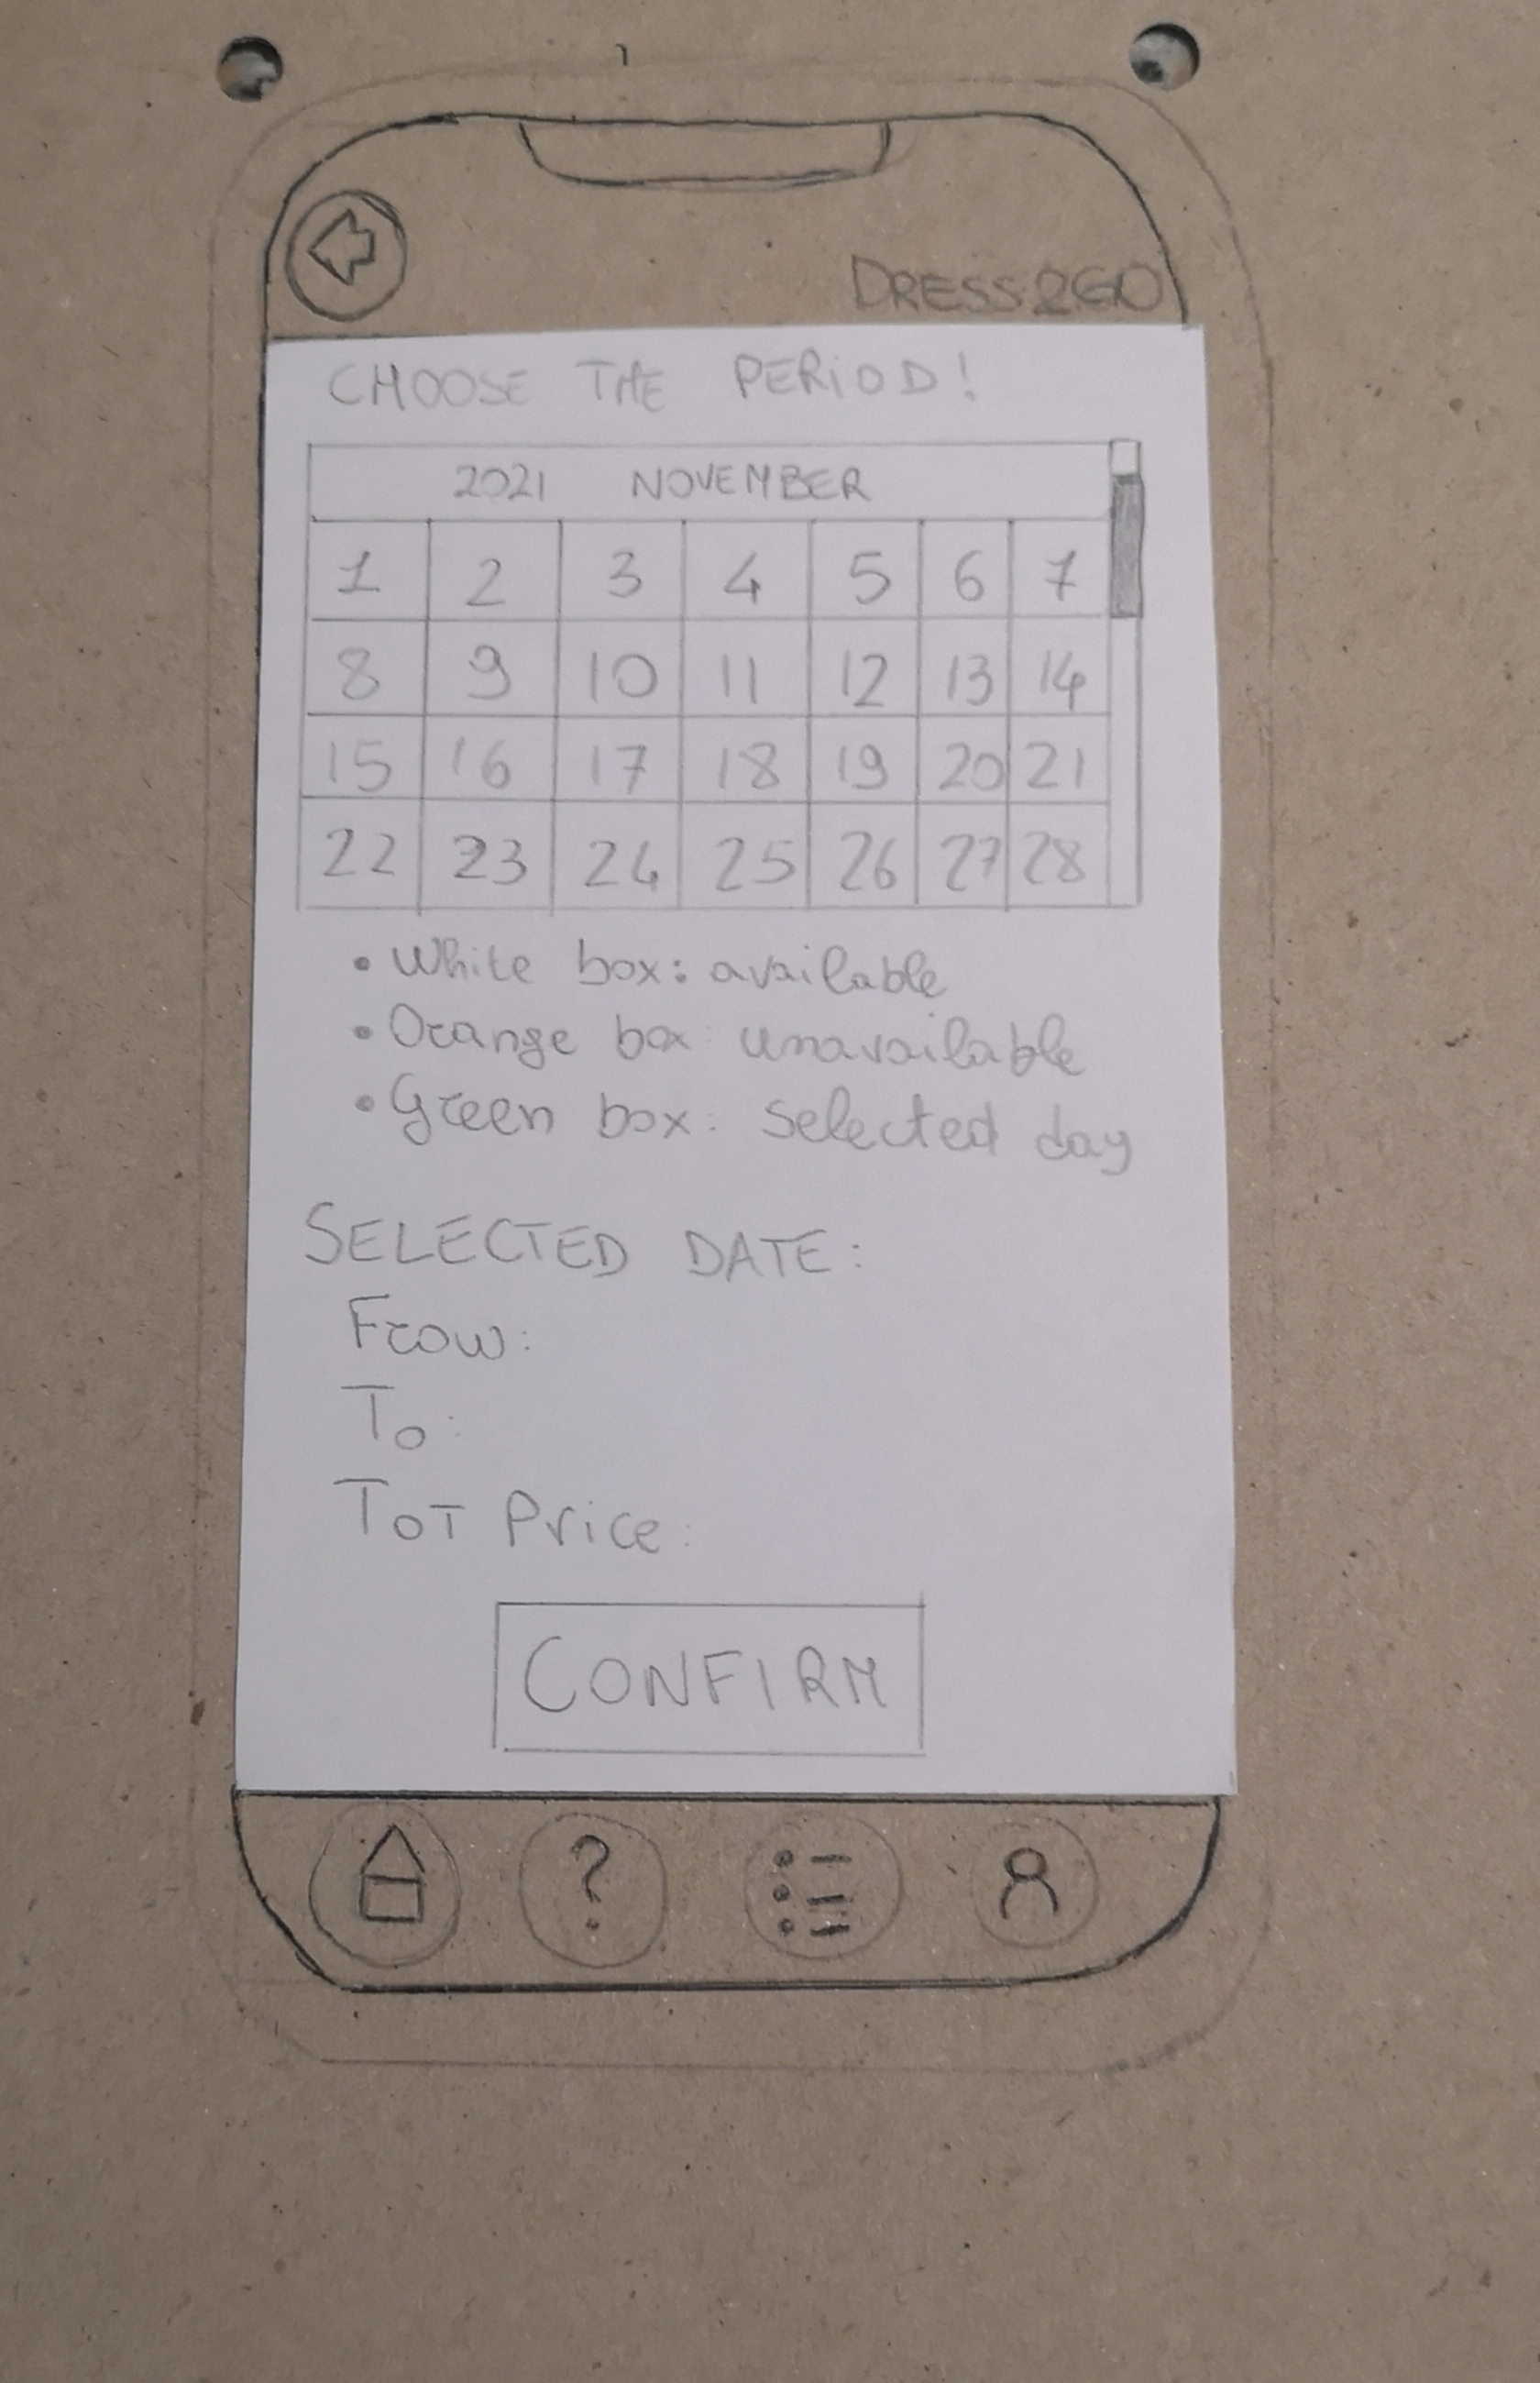 DRESS2GO
CHOOSE THE PERIOD!
2021 NOVEMBER
1 2 3 4 5 6 7
8 9 10 11 12 13 14
15 16 17 18 19 20 21
22 23 24 25 26 27 28
• White box: available
• Orange box: unavailable
• Green box: selected day
SELECTED DATE:
From:
To:
TOT Price:
CONFIRM
?